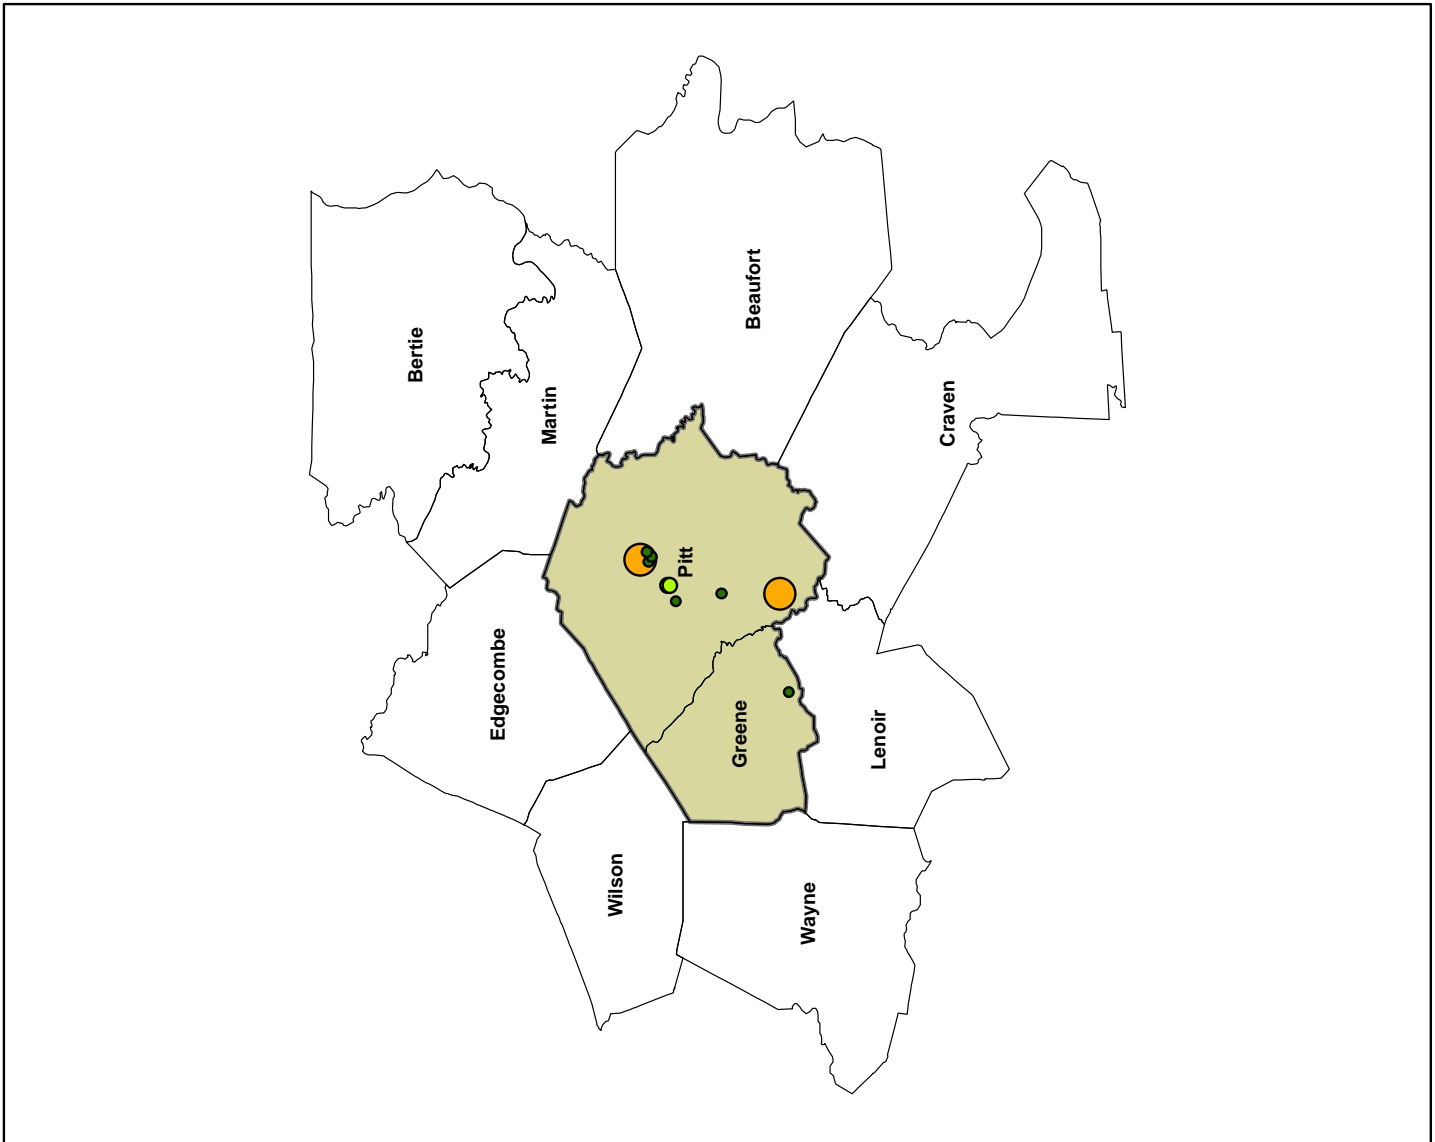 Bertie
Martin
Beaufort
Craven
Pitt
Edgecombe
Greene
Lenoir
Wilson
Wayne